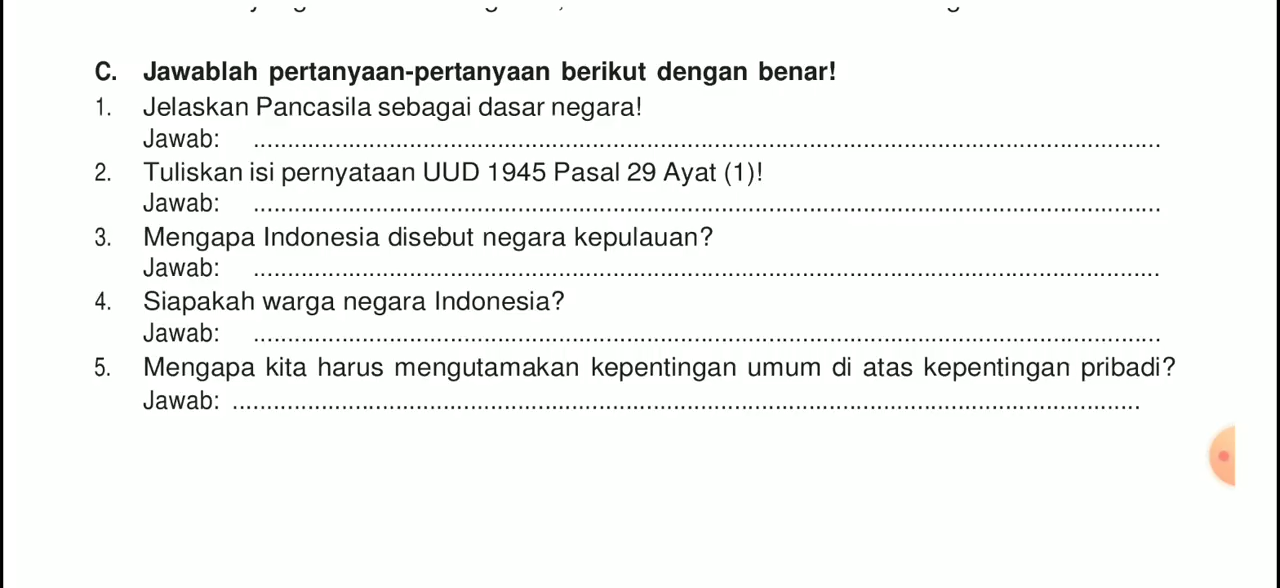 C. Jawablah pertanyaan-pertanyaan berikut dengan benar!
1. Jelaskan Pancasila sebagai dasar negara!
Jawab: ....................................................................................................................................
2. Tuliskan isi pernyataan UUD 1945 Pasal 29 Ayat (1)!
Jawab: ....................................................................................................................................
3. Mengapa Indonesia disebut negara kepulauan?
Jawab: ....................................................................................................................................
4. Siapakah warga negara Indonesia?
Jawab: ....................................................................................................................................
5. Mengapa kita harus mengutamakan kepentingan umum di atas kepentingan pribadi?
Jawab: ....................................................................................................................................